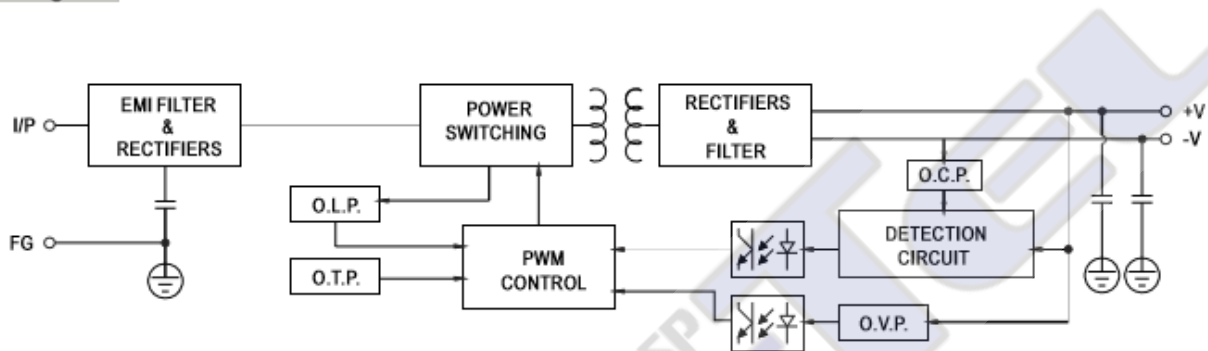 I/P
EMI FILTER
&
RECTIFIERS
POWER
SWITCHING
RECTIFIERS
&
FILTER
+V
-V
O.C.P.
O.L.P.
FG
O.T.P.
PWM
CONTROL
DETECTION
CIRCUIT
O.V.P.